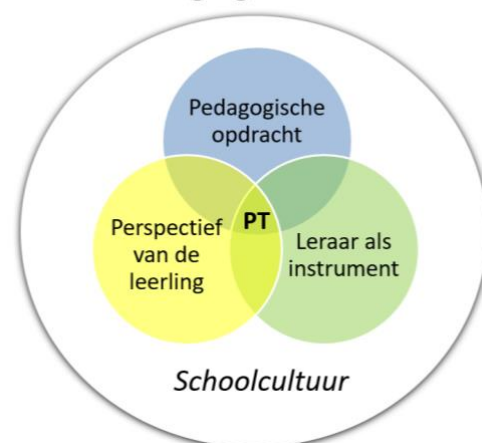 Pedagogische
opdracht
PT
Perspectief
van de
leerling
Leraar als
instrument
Schoolcultuur